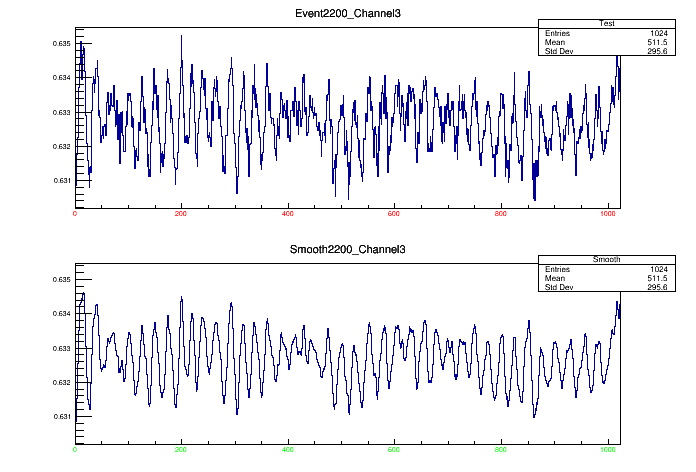 Event2200_Channel3
Test
Entries 1024
Mean 511.5
Std Dev 295.6
0.635
0.634
0.633
0.632
0.631
0 200 400 600 800 1000
Smooth2200_Channel3
Smooth
Entries 1024
Mean 511.5
Std Dev 295.6
0.635
0.634
0.633
0.632
0.631
0 200 400 600 800 1000